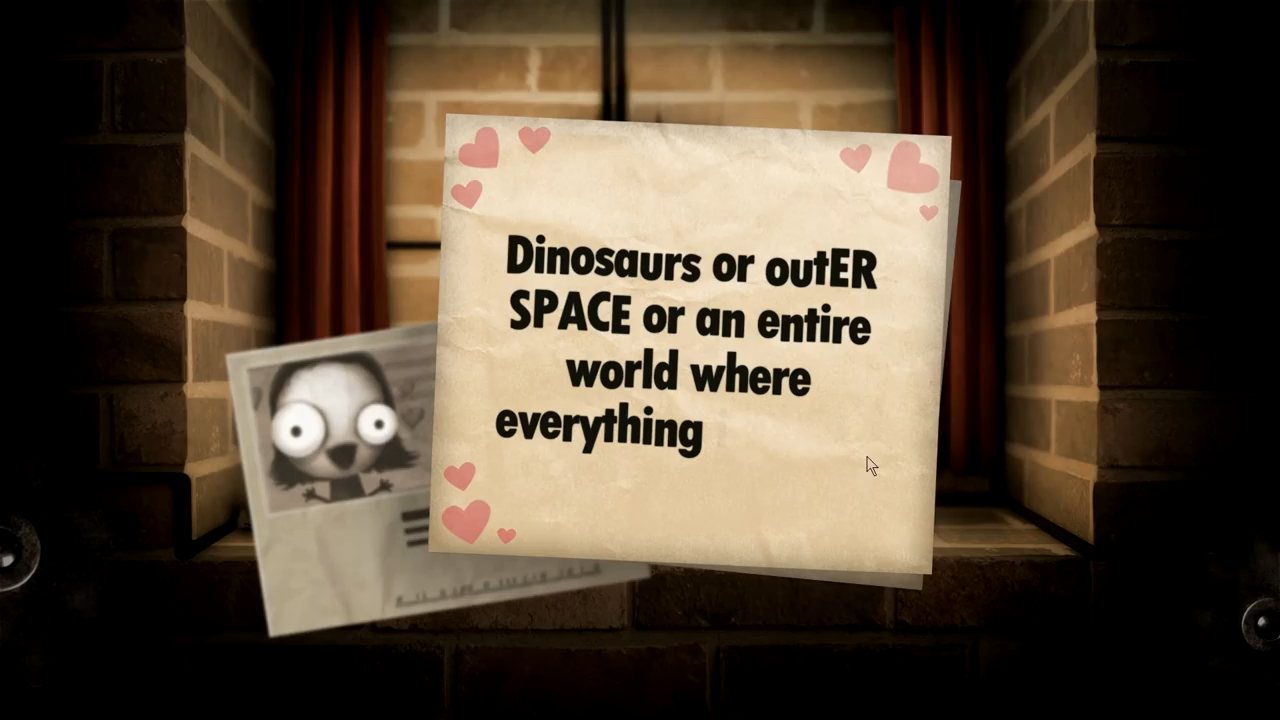 Dinosaurs or outER
SPACE or an entire
world where
everything